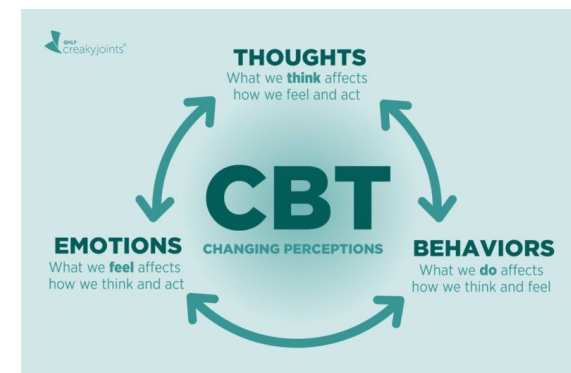 GHLF
creakyjoints®
THOUGHTS
What we think affects
how we feel and act
CBT
CHANGING PERCEPTIONS
EMOTIONS
What we feel affects
how we think and act
BEHAVIORS
What we do affects
how we think and feel